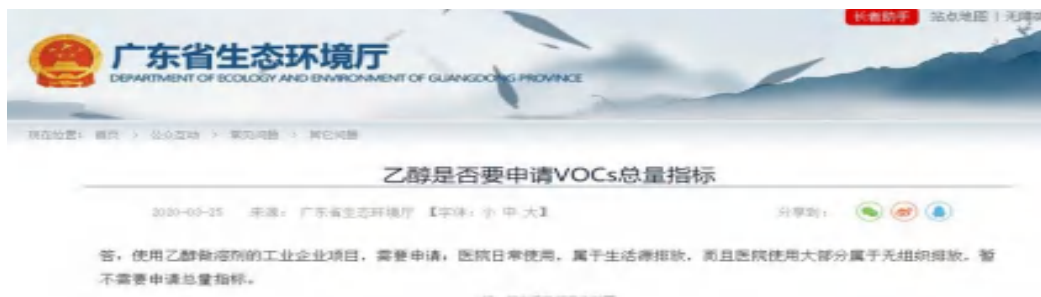 长者助手 站点地图 | 无障
广东省生态环境厅
DEPARTMENT OF ECOLOGY AND ENVIRONMENT OF GUANGDONG PROVINCE
现在位置: 首页 > 公众互动 > 常见问题 > 其它问题
乙醇是否要申请VOCs总量指标
2020-03-25 来源: 广东省生态环境厅 【字体: 小 中 大】 分享到:
答,使用乙醇做溶剂的工业企业项目,需要申请,医院日常使用,属于生活源排放,而且医院使用大部分属于无组织排放。暂
不需要申请总量指标。